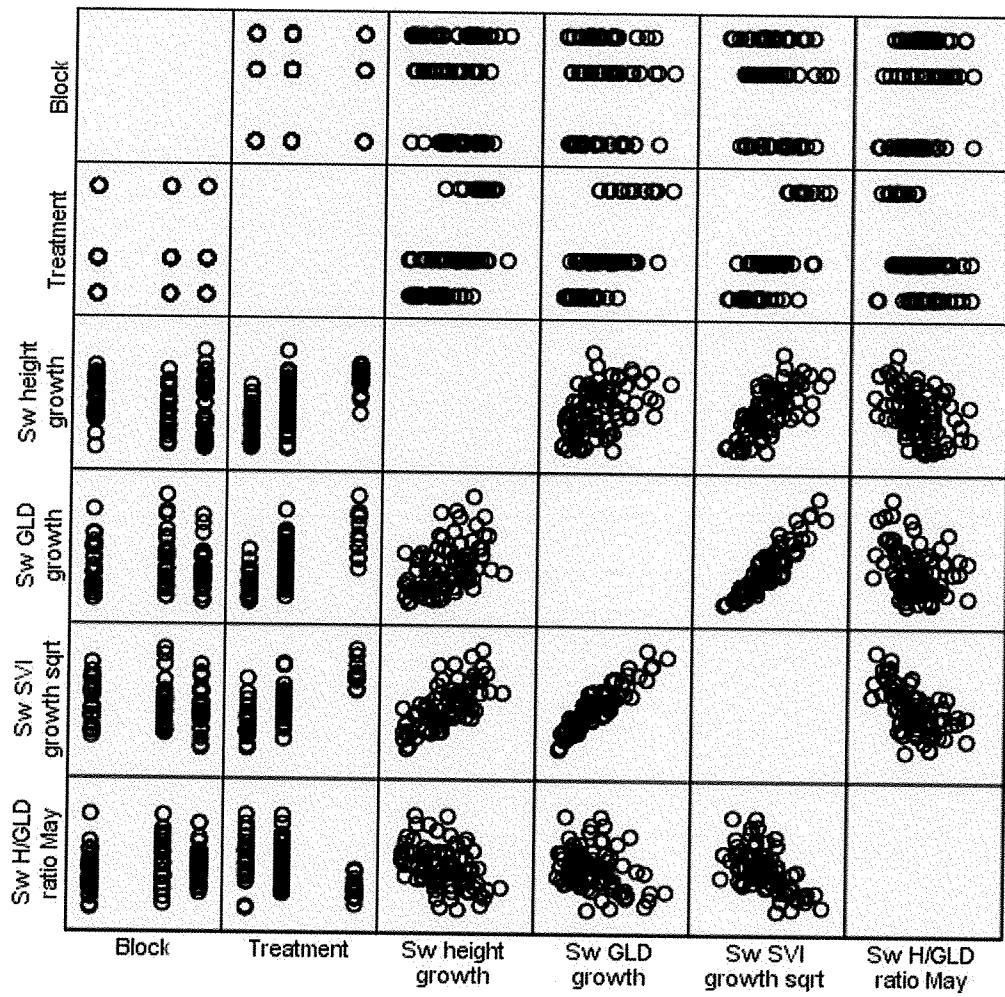 Block
Treatment
Sw height
growth
Sw GLD
growth
Sw SVI
growth sqrt
Sw H/GLD
ratio May
Block
Treatment
Sw height
growth
Sw GLD
growth
Sw SVI
growth sqrt
Sw H/GLD
ratio May